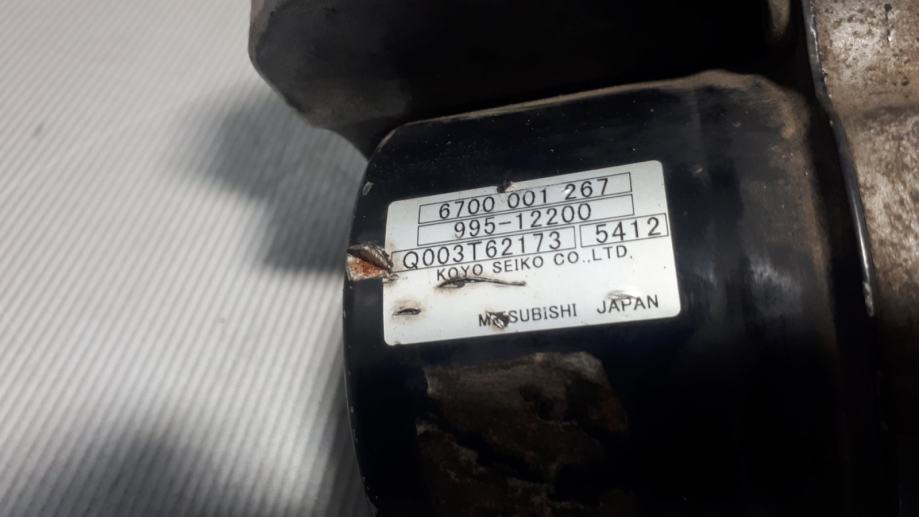 6700 001 267
995-12200
Q003T62173 5412
KOYO SEIKO CO.,LTD.
MITSUBISHI JAPAN